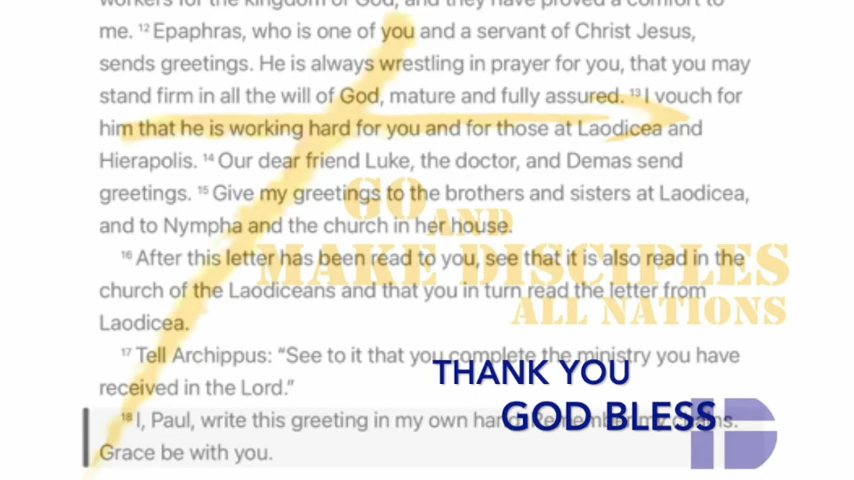 workers for the kingdom of God, and they have proved a comfort to
me. 12 Epaphras, who is one of you and a servant of Christ Jesus,
sends greetings. He is always wrestling in prayer for you, that you may
stand firm in all the will of God, mature and fully assured. 13 I vouch for
him that he is working hard for you and for those at Laodicea and
Hierapolis. 14 Our dear friend Luke, the doctor, and Demas send
greetings. 15 Give my greetings to the brothers and sisters at Laodicea,
and to Nympha and the church in her house.
16 After this letter has been read to you, see that it is also read in the
church of the Laodiceans and that you in turn read the letter from
Laodicea.
17 Tell Archippus: “See to it that you complete the ministry you have
received in the Lord.”
18 I, Paul, write this greeting in my own hand. Remember my chains.
Grace be with you.
GO AND
MAKE DISCIPLES
ALL NATIONS
THANK YOU
GOD BLESS
ID